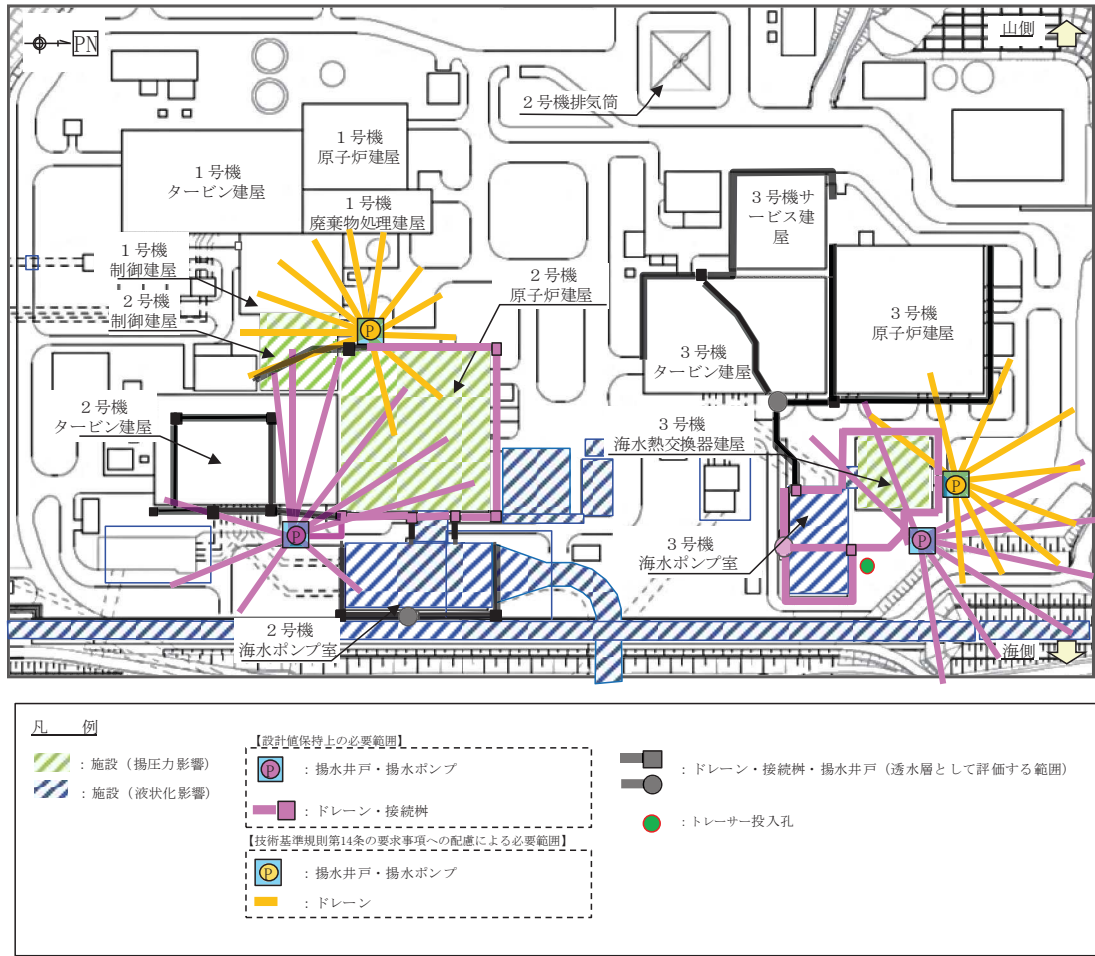 PN
山側
2号機排気筒
1号機
原子炉建屋
1号機
タービン建屋
1号機
廃棄物処理建屋
3号機サ
ービス建
屋
1号機
制御建屋
2号機
原子炉建屋
2号機
制御建屋
3号機
原子炉建屋
3号機
タービン建屋
2号機
タービン建屋
3号機
海水熱交換器建屋
P
P
P
P
3号機
海水ポンプ室
2号機
海水ポンプ室
海側
凡 例
:施設(揚圧力影響)
:施設(液状化影響)
【設計値保持上の必要範囲】
P :揚水井戸・揚水ポンプ
:ドレーン・接続桝
【技術基準規則第14条の要求事項への配慮による必要範囲】
P :揚水井戸・揚水ポンプ
:ドレーン
:ドレーン・接続桝・揚水井戸(透水層として評価する範囲)
:トレーサー投入孔